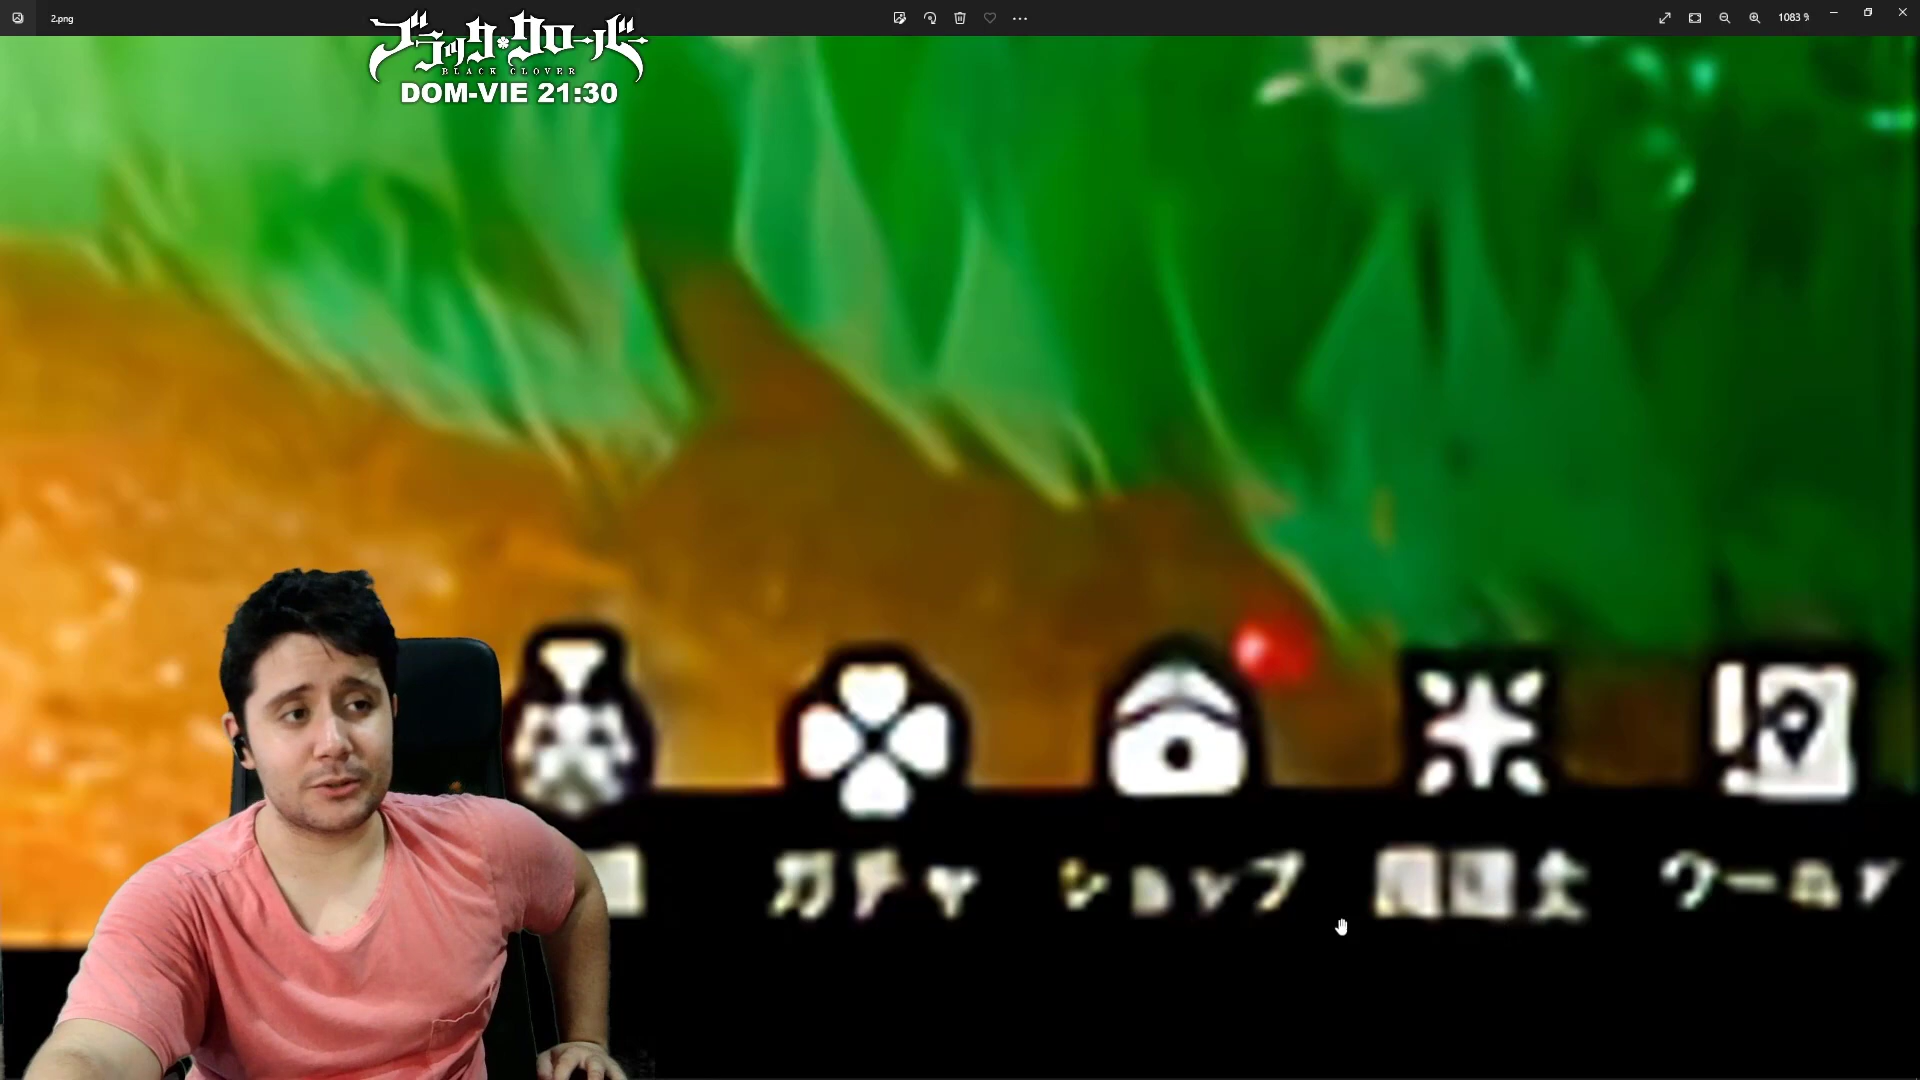 2.png
1083 %
ブラック・クローバー
BLACK CLOVER
DOM-VIE 21:30
ガチャ
ショップ
ワールド